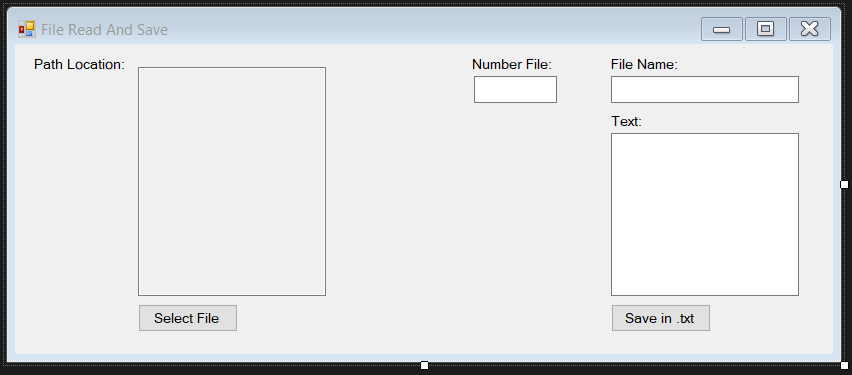 File Read And Save
Path Location:
Number File:
File Name:
Text:
Select File
Save in .txt